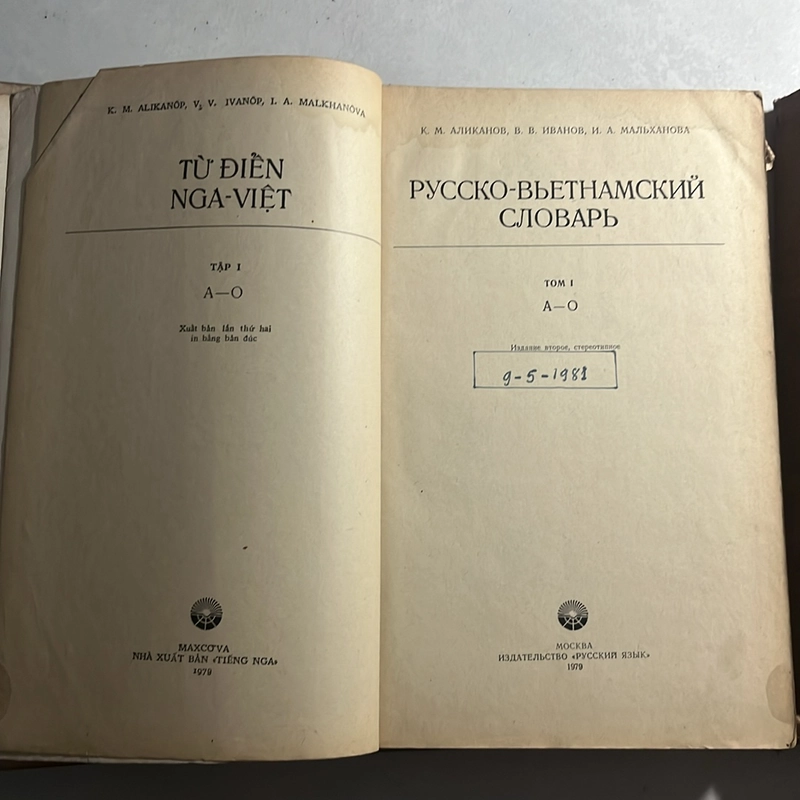 K. M. ALIKANÔP, V. V. IVANÔP, I. A. MALKHANÔVA
TỪ ĐIỂN
NGA-VIỆT
TẬP I
A—O
Xuất bản lần thứ hai
in bằng bản đúc
MAXCƠVA
NHÀ XUẤT BẢN «TIẾNG NGA»
1979
К. М. АЛИКАНОВ, В. В. ИВАНОВ, И. А. МАЛЬХАНОВА
РУССКО-ВЬЕТНАМСКИЙ
СЛОВАРЬ
ТОМ I
А—О
Издание второе, стереотипное
9-5-1981
МОСКВА
ИЗДАТЕЛЬСТВО «РУССКИЙ ЯЗЫК»
1979